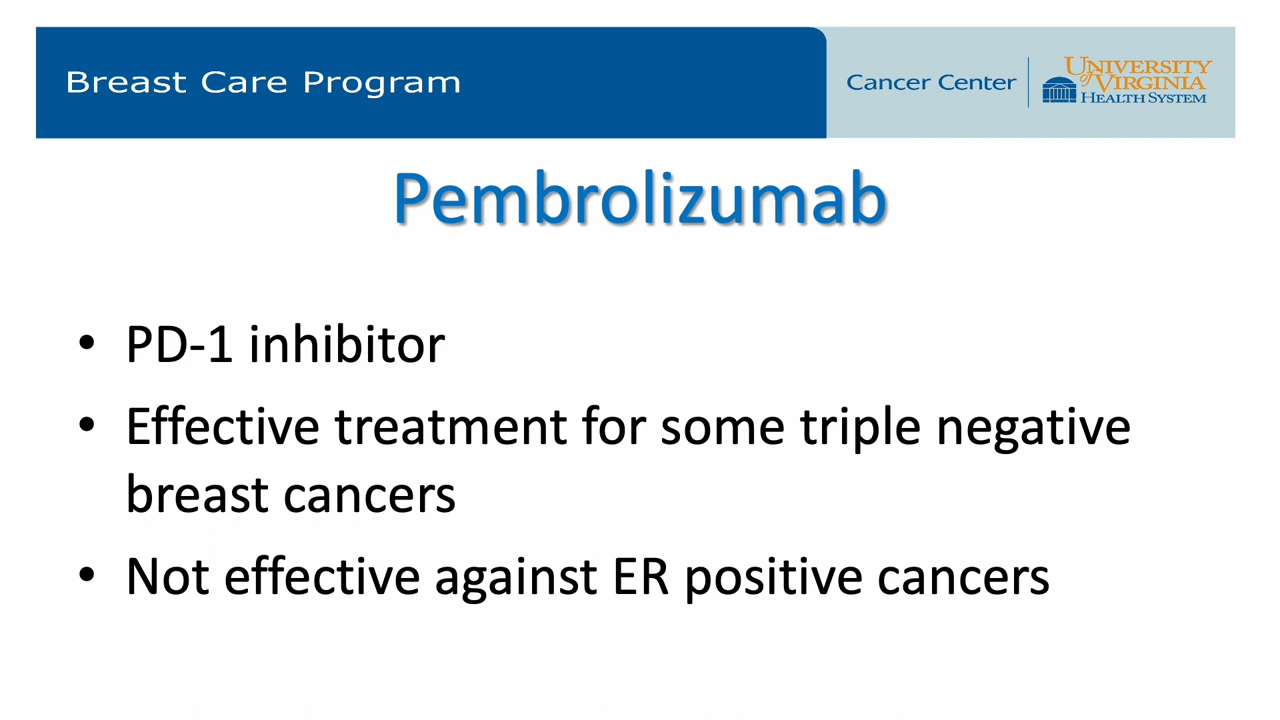 Breast Care Program
Cancer Center
UNIVERSITY
of VIRGINIA
HEALTH SYSTEM
Pembrolizumab
• PD-1 inhibitor
• Effective treatment for some triple negative
breast cancers
• Not effective against ER positive cancers